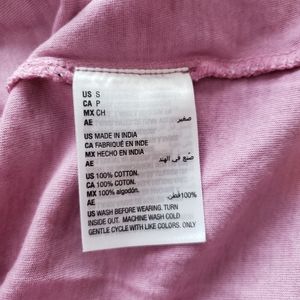 US S
CA P
MX CH
AE صغير
US MADE IN INDIA
CA FABRIQUÉ EN INDE
MX HECHO EN INDIA
AE صنع في الهند
US 100% COTTON.
CA 100% COTON.
MX 100% algodón.
AE 100% قطن.
US WASH BEFORE WEARING. TURN
INSIDE OUT. MACHINE WASH COLD
GENTLE CYCLE WITH LIKE COLORS. ONLY